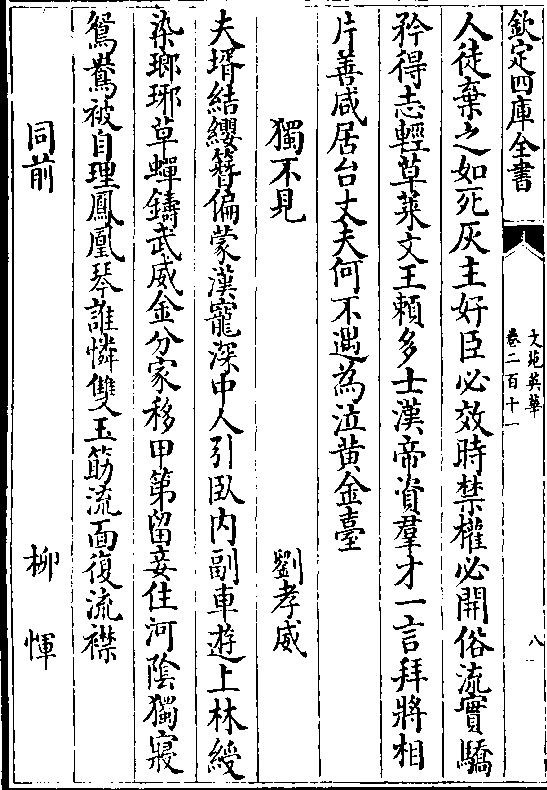 欽定四庫全書
文苑英華
卷二百十一
八
人徒棄之如死灰主好臣必效時禁權必開俗流實驕
矜得志輕草萊文王賴多士漢帝資羣才一言拜將相
片善咸居台丈夫何不遇為泣黄金臺
獨不見 劉孝威
夫壻結纓簪偏蒙漢寵深中人引臥内副車遊上林綬
染瑯琊草蟬鑄武威金分家移甲第留妾住河陰獨寢
鴛鴦被自理鳳凰琴誰憐雙玉筯流面復流襟
同前 柳惲